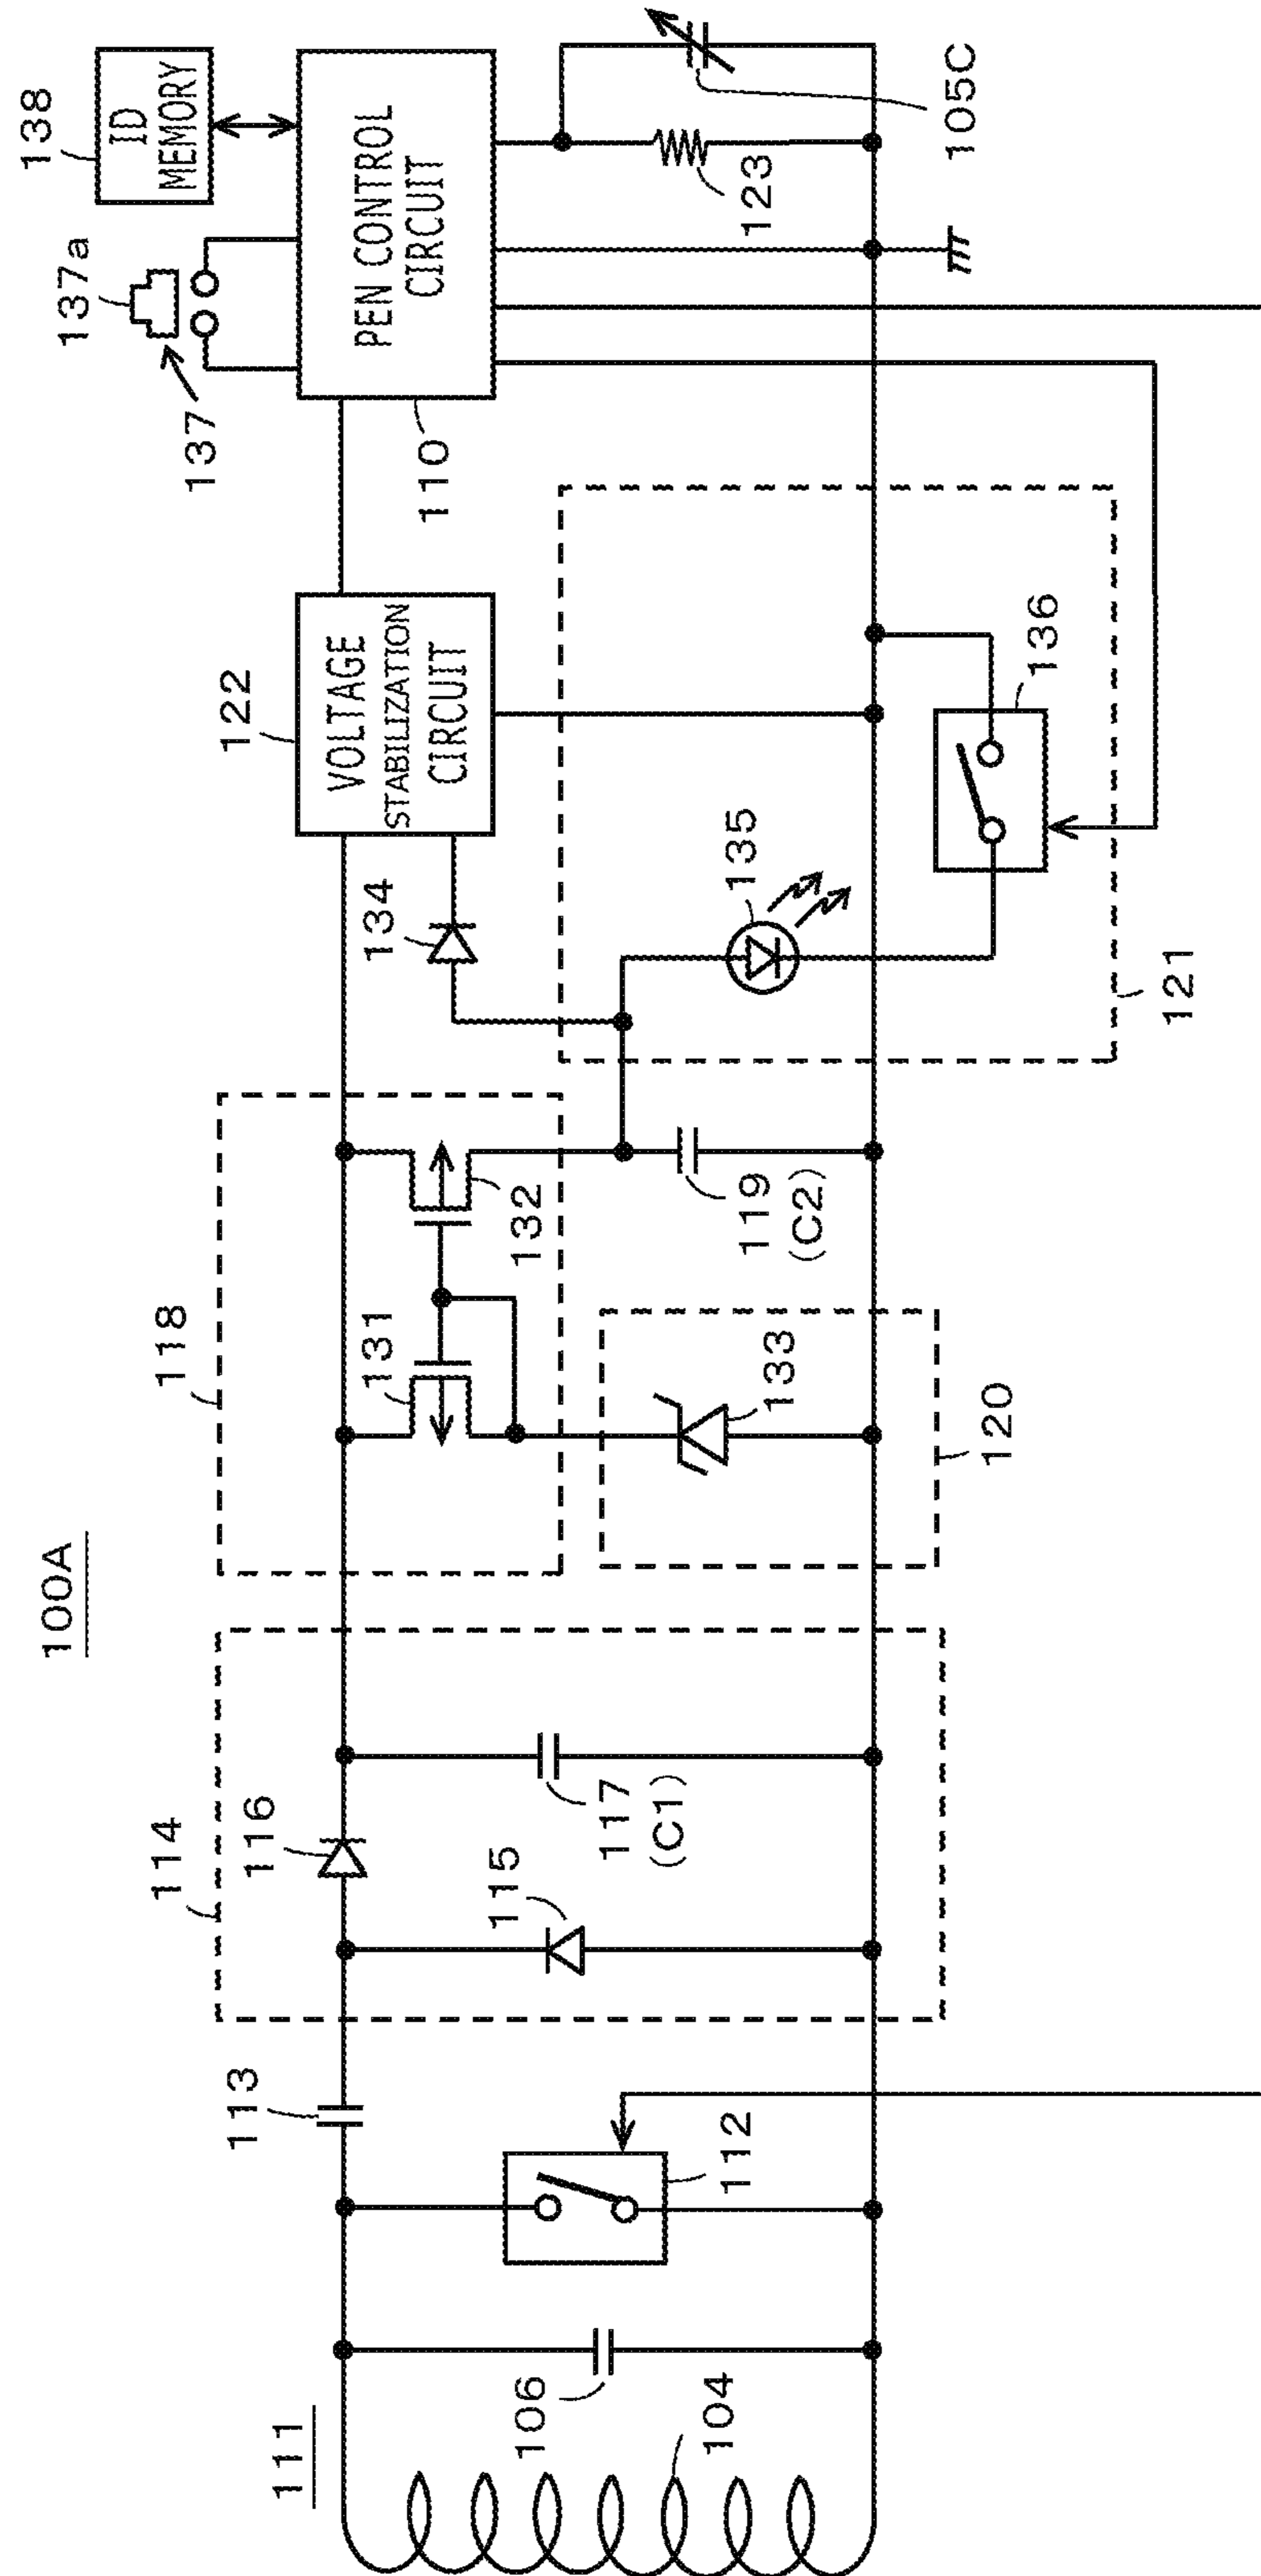 100A
111
104
106
112
113
114
115
116
117
(C1)
118
131
132
133
120
119
(C2)
134
135
136
121
122
VOLTAGE
STABILIZATION
CIRCUIT
110
PEN CONTROL
CIRCUIT
137
137a
138
ID
MEMORY
123
105C